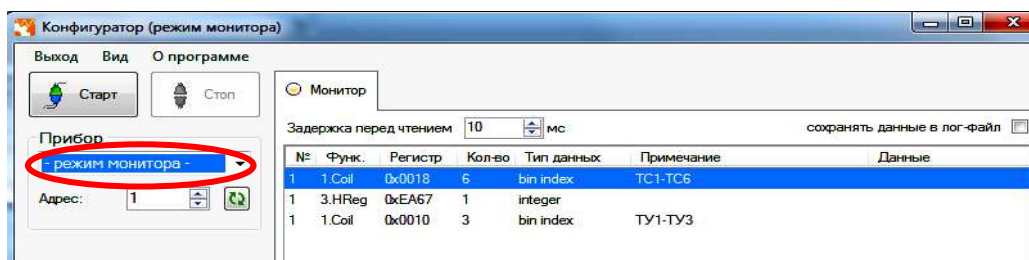 Конфигуратор (режим монитора)
Выход Вид О программе
Старт Стоп
Прибор
- режим монитора -
Адрес: 1
Монитор
Задержка перед чтением 10 мс сохранять данные в лог-файл
№ Функ. Регистр Кол-во Тип данных Примечание Данные
1 1.Coil 0x0018 6 bin index ТС1-ТС6
1 3.HReg 0xEA67 1 integer
1 1.Coil 0x0010 3 bin index ТУ1-ТУ3